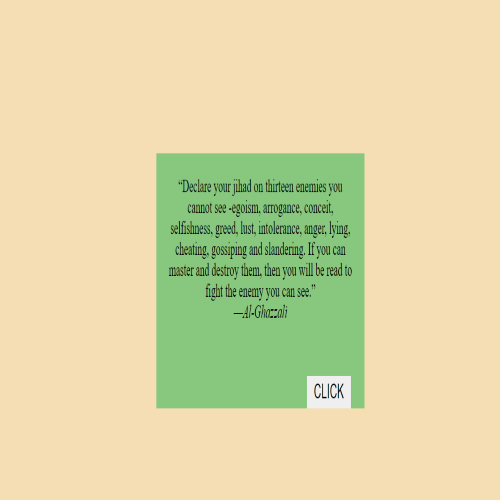 “Declare your jihad on thirteen enemies you
cannot see -egoism, arrogance, conceit,
selfishness, greed, lust, intolerance, anger, lying,
cheating, gossiping and slandering. If you can
master and destroy them, then you will be read to
fight the enemy you can see.”
—Al-Ghazzali
CLICK